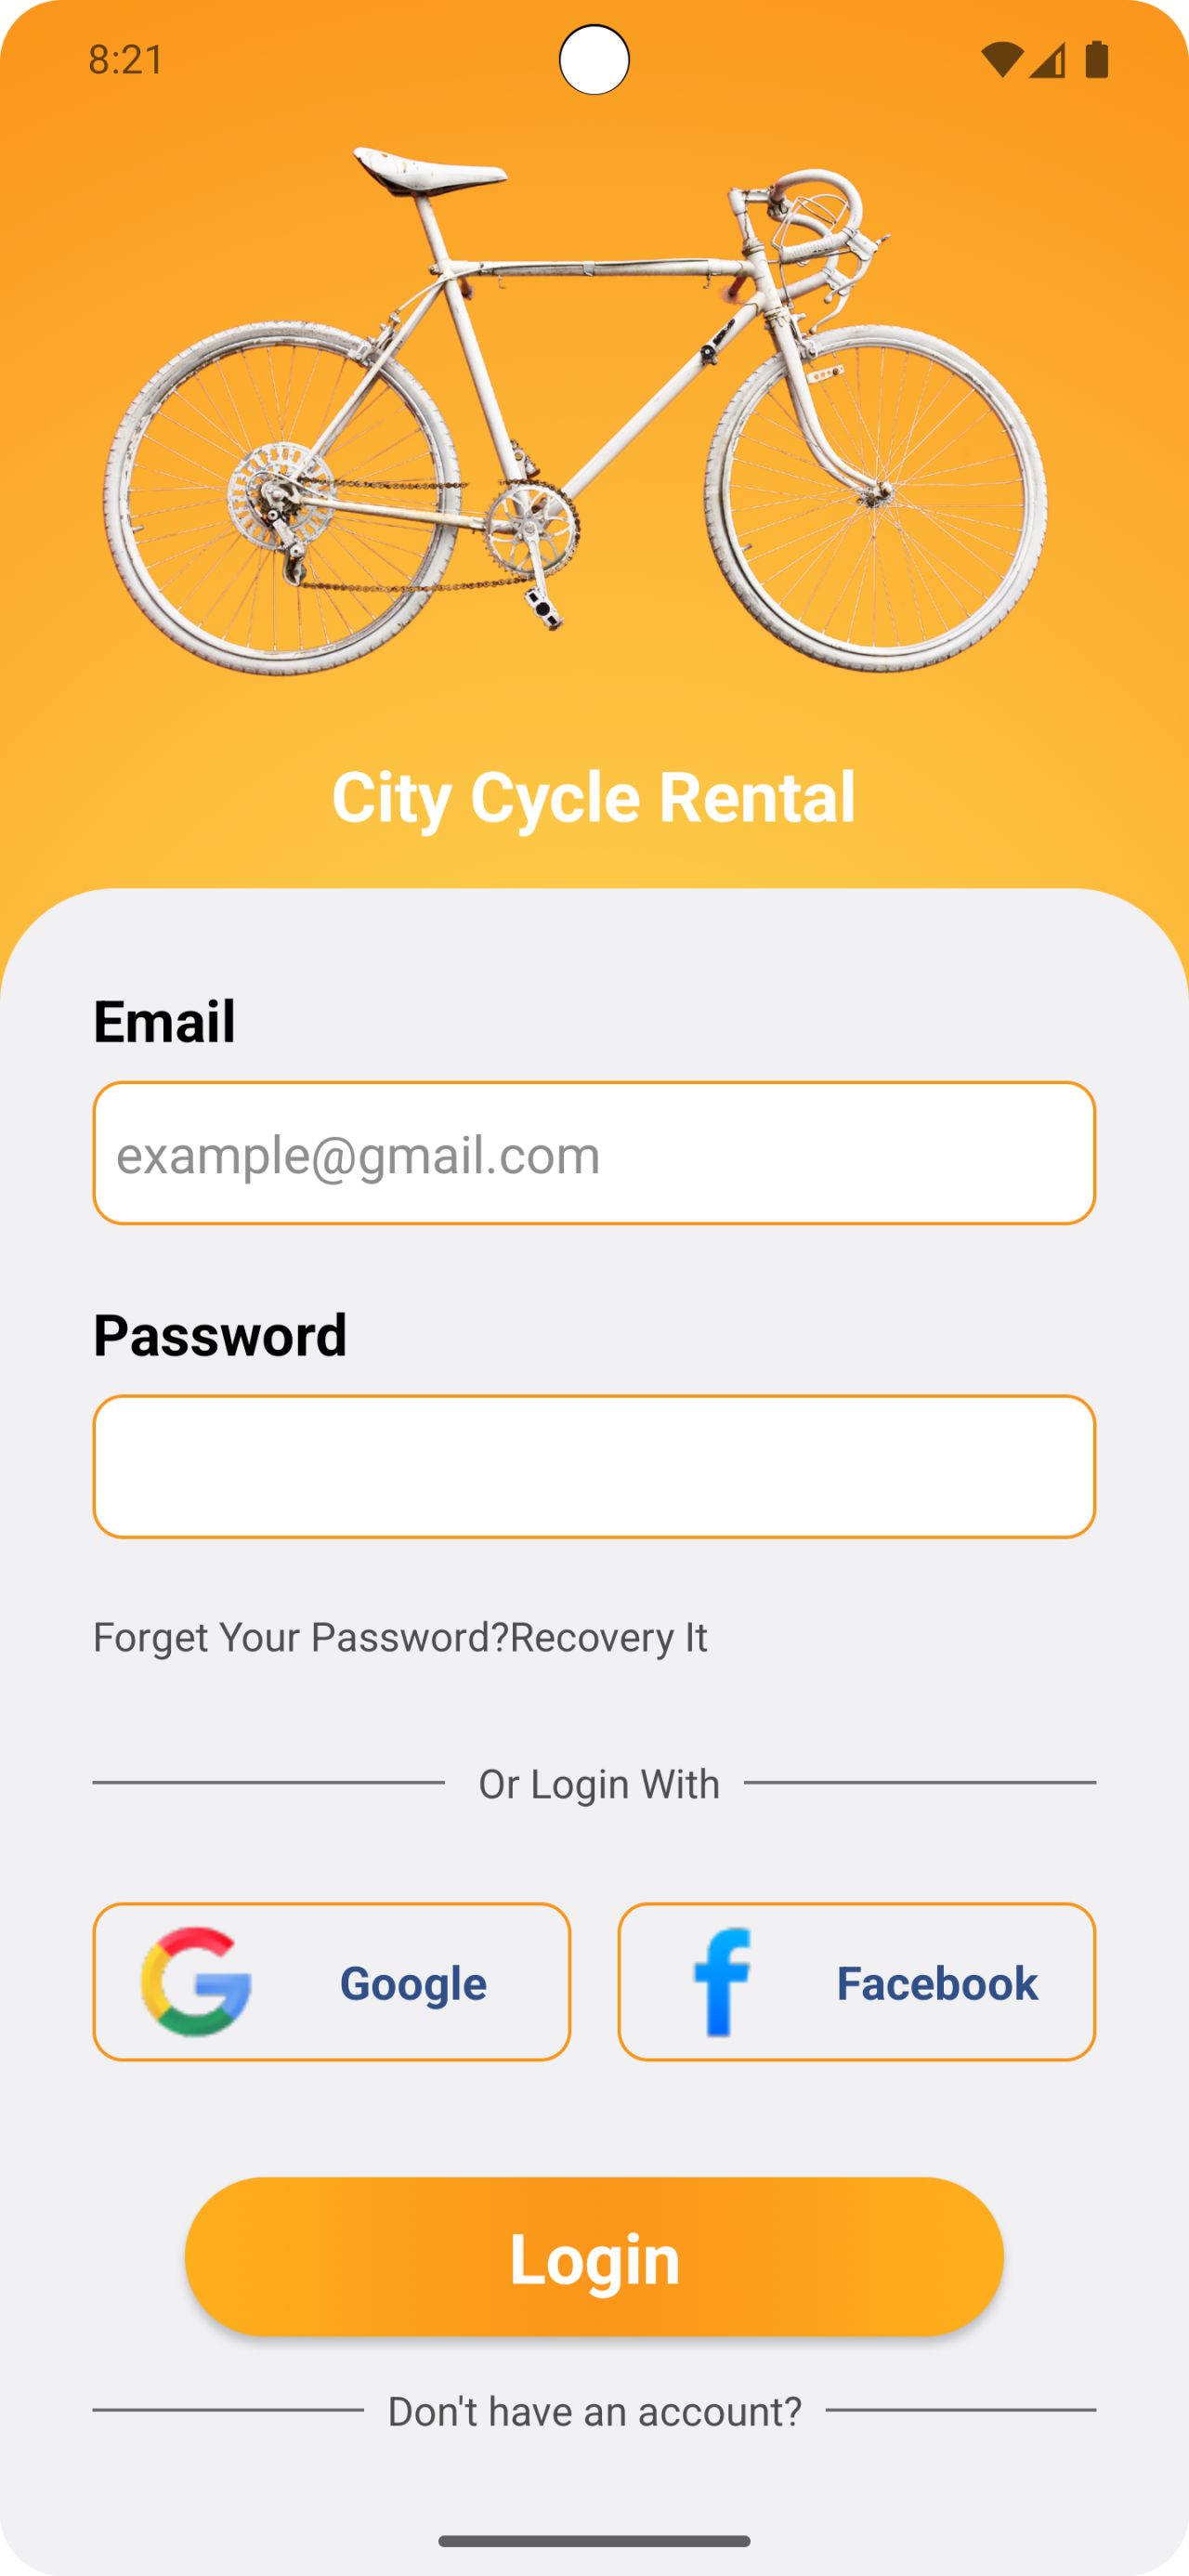 8:21
City Cycle Rental
Email
example@gmail.com
Password
Forget Your Password?Recovery It
Or Login With
Google
Facebook
Login
Don't have an account?